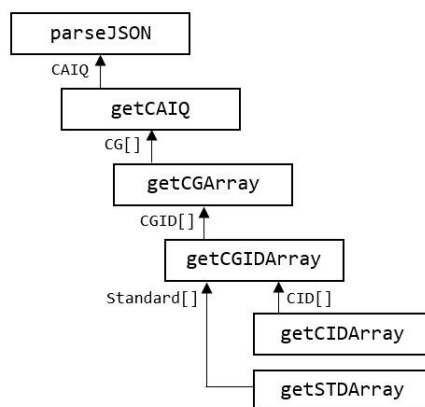 parseJSON
CAIQ
getCAIQ
CG[]
getCGArray
CGID[]
getCGIDArray
Standard[]
CID[]
getCIDArray
getSTDArray